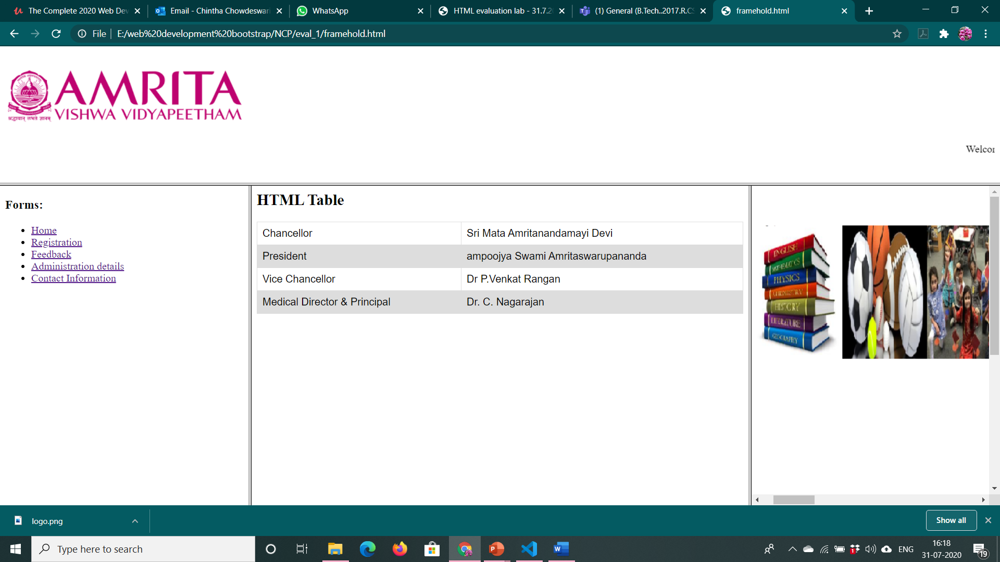 The Complete 2020 Web Dev
Email - Chintha Chowdeswari
WhatsApp
HTML evaluation lab - 31.7.20
(1) General (B.Tech..2017.R.CS
framehold.html
File
E:/web%20development%20bootstrap/NCP/eval_1/framehold.html
AMRITA
VISHWA VIDYAPEETHAM
श्रद्धावान् लभते ज्ञानम्
Welcor
Forms:
Home
Registration
Feedback
Administration details
Contact Information
HTML Table
Chancellor Sri Mata Amritanandamayi Devi
President ampoojya Swami Amritaswarupananda
Vice Chancellor Dr P.Venkat Rangan
Medical Director & Principal Dr. C. Nagarajan
ENGLISH
MATHEMATICS
PHYSICS
CHEMISTRY
HISTORY
LITERATURE
GEOGRAPHY
logo.png
Show all
Type here to search
ENG
16:18
31-07-2020
19